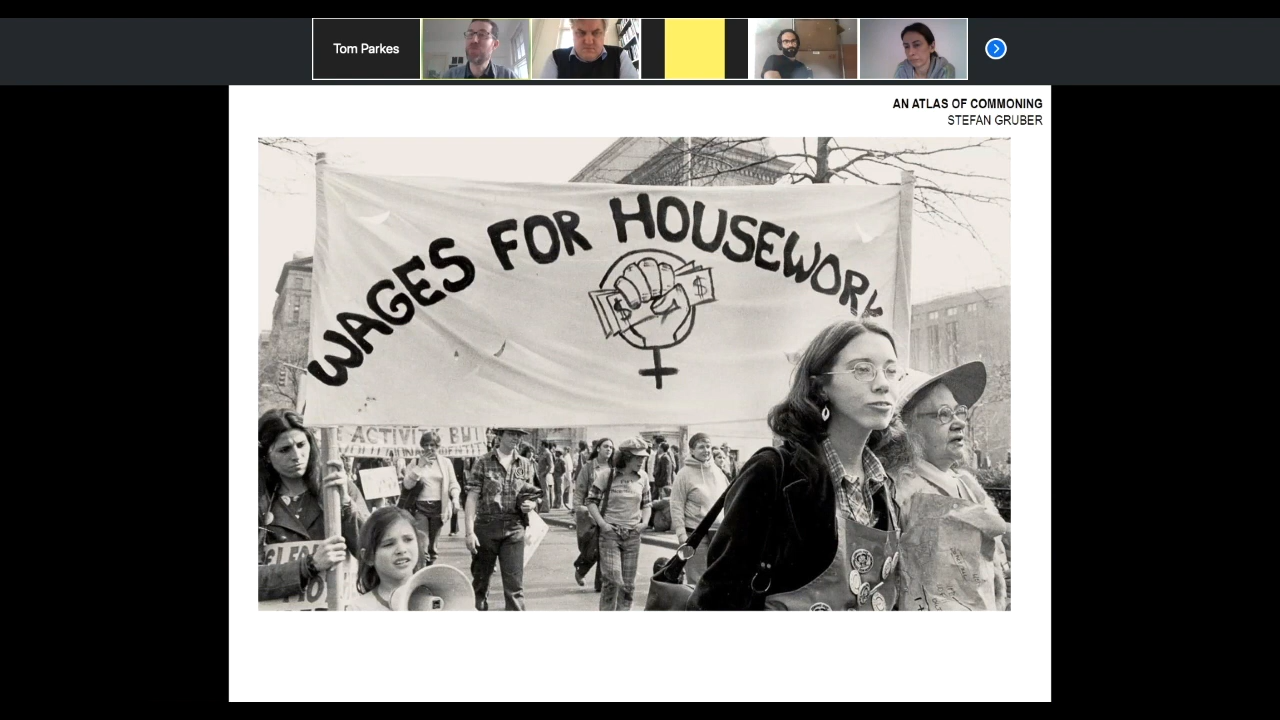 Tom Parkes
AN ATLAS OF COMMONING
STEFAN GRUBER
WAGES FOR HOUSEWORK
$ $
ACTIVITY BUT